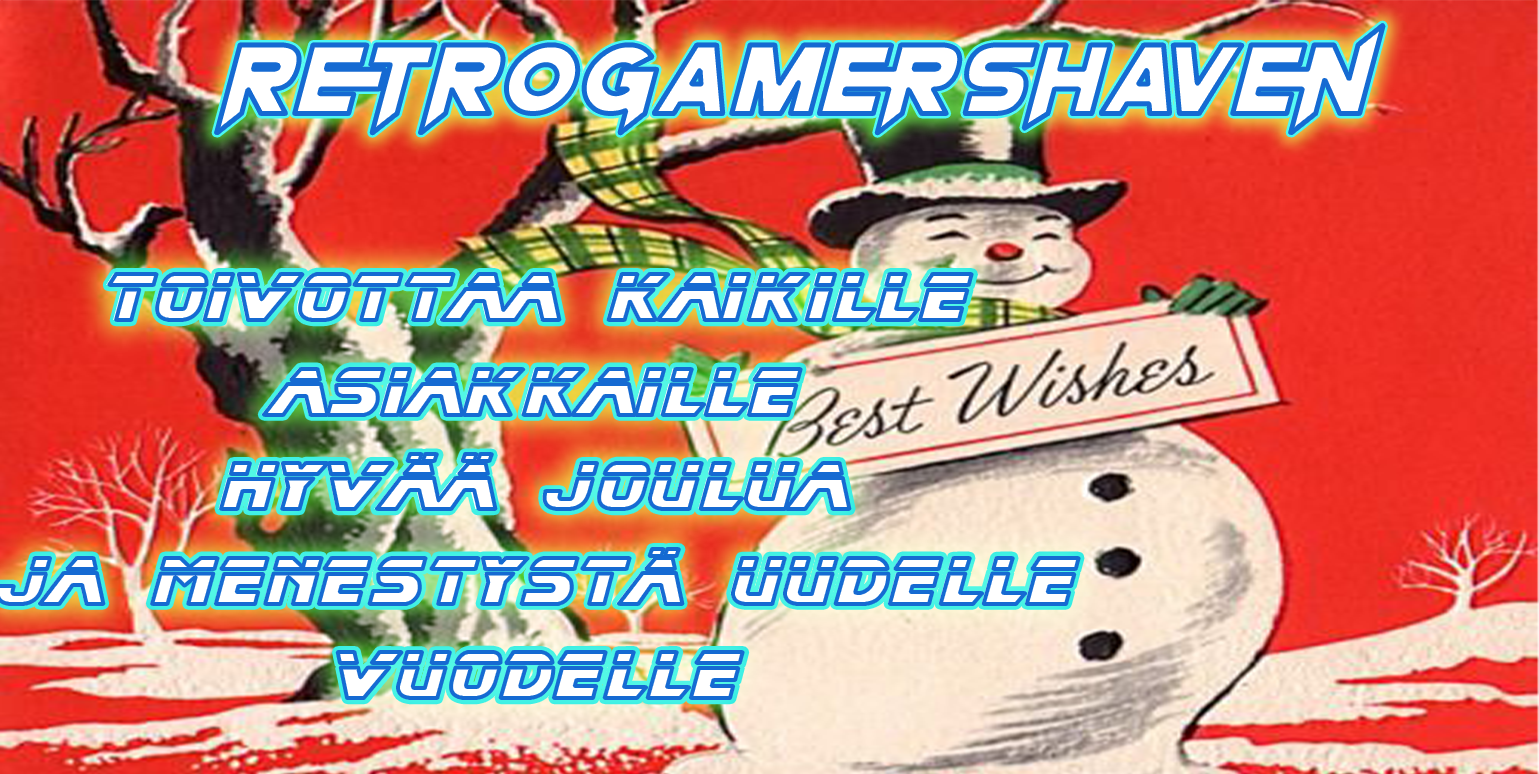 RETROGAMERSHAVEN
TOIVOTTAA KAIKILLE
ASIAKKAILLE
Best Wishes
HYVÄÄ JOULUA
JA MENESTYSTÄ UUDELLE
VUODELLE